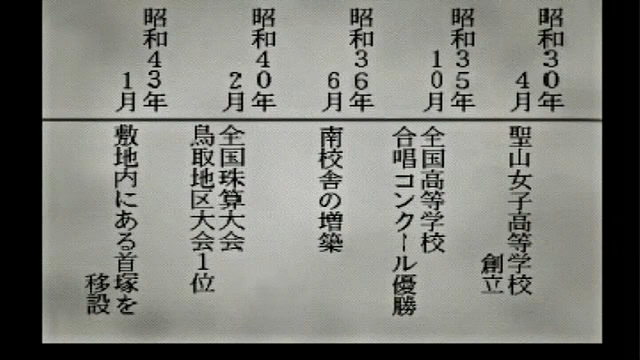 昭和30年
4月
聖山女子高等学校
創立
昭和35年
10月
全国高等学校
合唱コンクール優勝
昭和36年
6月
南校舎の増築
昭和40年
2月
全国珠算大会
鳥取地区大会1位
昭和43年
1月
敷地内にある首塚を
移設